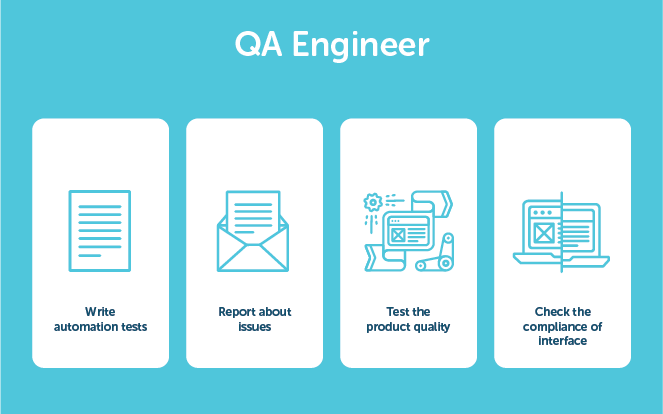 QA Engineer
Write
automation tests
Report about
issues
Test the
product quality
Check the
compliance of
interface